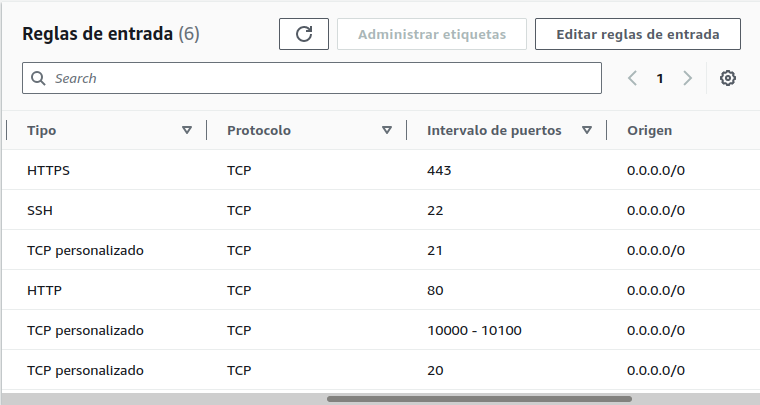 Reglas de entrada (6)
Administrar etiquetas
Editar reglas de entrada
Search
1
Tipo Protocolo Intervalo de puertos Origen
HTTPS TCP 443 0.0.0.0/0
SSH TCP 22 0.0.0.0/0
TCP personalizado TCP 21 0.0.0.0/0
HTTP TCP 80 0.0.0.0/0
TCP personalizado TCP 10000 - 10100 0.0.0.0/0
TCP personalizado TCP 20 0.0.0.0/0